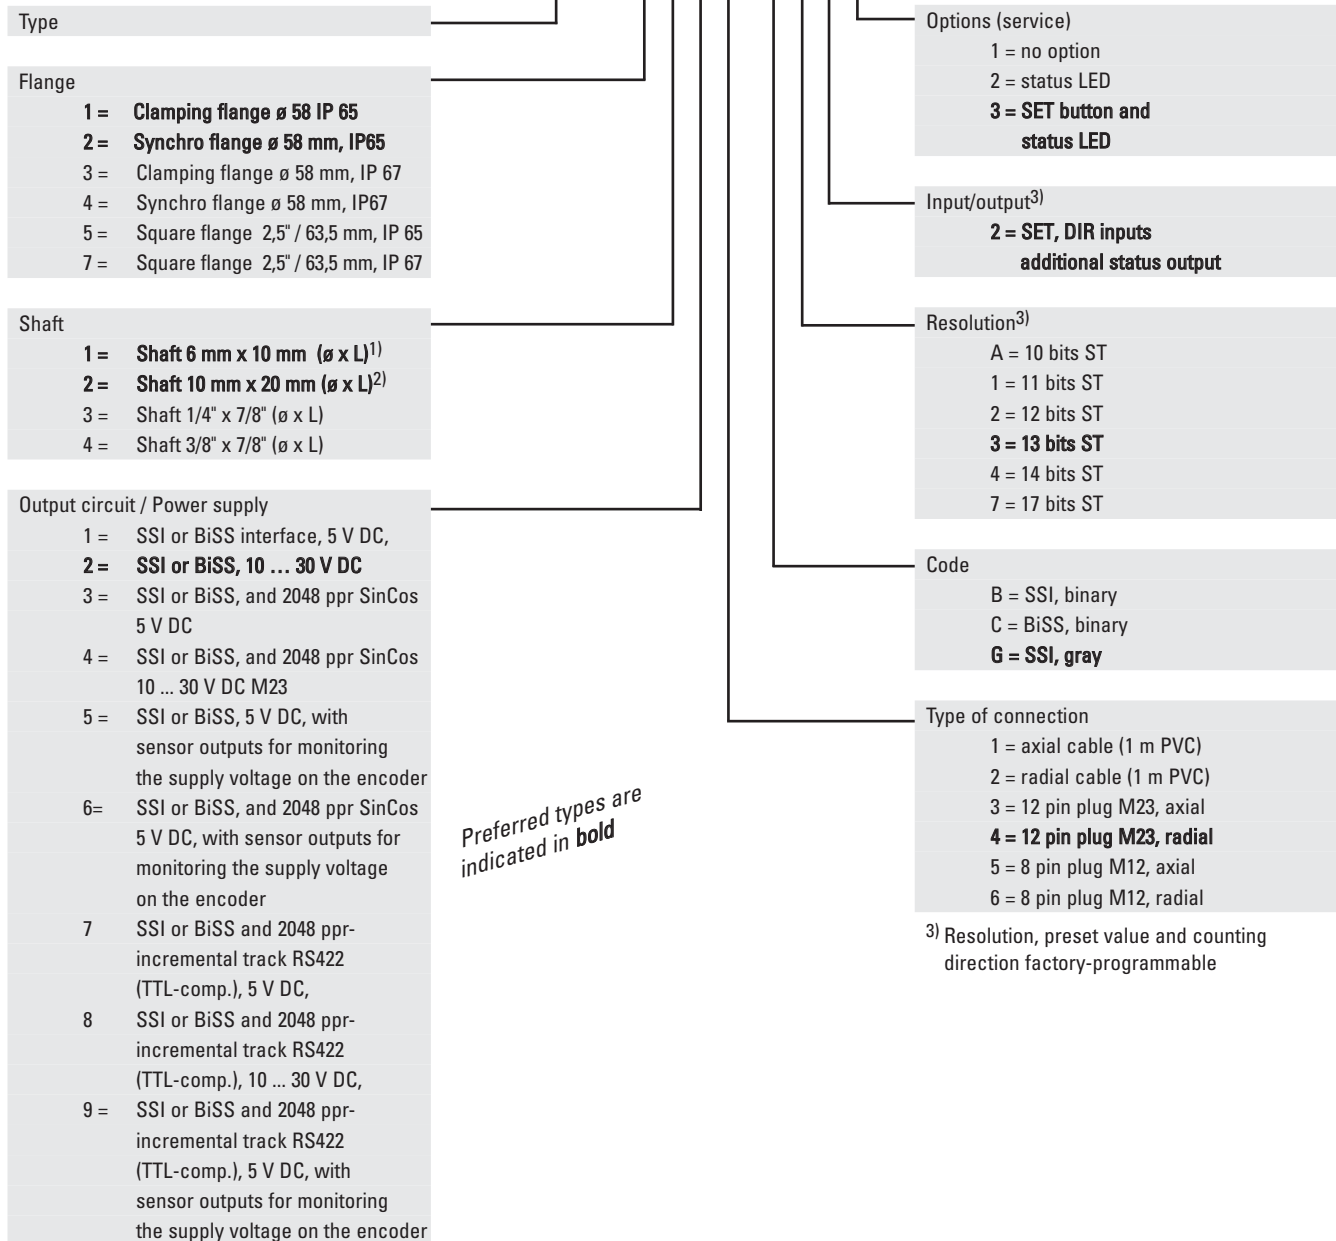 Type
Flange
1 = Clamping flange ø 58 IP 65
2 = Synchro flange ø 58 mm, IP65
3 = Clamping flange ø 58 mm, IP 67
4 = Synchro flange ø 58 mm, IP67
5 = Square flange 2,5" / 63,5 mm, IP 65
7 = Square flange 2,5" / 63,5 mm, IP 67
Shaft
1 = Shaft 6 mm x 10 mm (ø x L)1)
2 = Shaft 10 mm x 20 mm (ø x L)2)
3 = Shaft 1/4" x 7/8" (ø x L)
4 = Shaft 3/8" x 7/8" (ø x L)
Output circuit / Power supply
1 = SSI or BiSS interface, 5 V DC,
2 = SSI or BiSS, 10 … 30 V DC
3 = SSI or BiSS, and 2048 ppr SinCos
5 V DC
4 = SSI or BiSS, and 2048 ppr SinCos
10 ... 30 V DC M23
5 = SSI or BiSS, 5 V DC, with
sensor outputs for monitoring
the supply voltage on the encoder
6= SSI or BiSS, and 2048 ppr SinCos
5 V DC, with sensor outputs for
monitoring the supply voltage
on the encoder
7 SSI or BiSS and 2048 ppr-
incremental track RS422
(TTL-comp.), 5 V DC,
8 SSI or BiSS and 2048 ppr-
incremental track RS422
(TTL-comp.), 10 ... 30 V DC,
9 = SSI or BiSS and 2048 ppr-
incremental track RS422
(TTL-comp.), 5 V DC, with
sensor outputs for monitoring
the supply voltage on the encoder
Preferred types are
indicated in bold
Options (service)
1 = no option
2 = status LED
3 = SET button and
status LED
Input/output3)
2 = SET, DIR inputs
additional status output
Resolution3)
A = 10 bits ST
1 = 11 bits ST
2 = 12 bits ST
3 = 13 bits ST
4 = 14 bits ST
7 = 17 bits ST
Code
B = SSI, binary
C = BiSS, binary
G = SSI, gray
Type of connection
1 = axial cable (1 m PVC)
2 = radial cable (1 m PVC)
3 = 12 pin plug M23, axial
4 = 12 pin plug M23, radial
5 = 8 pin plug M12, axial
6 = 8 pin plug M12, radial
3) Resolution, preset value and counting
direction factory-programmable